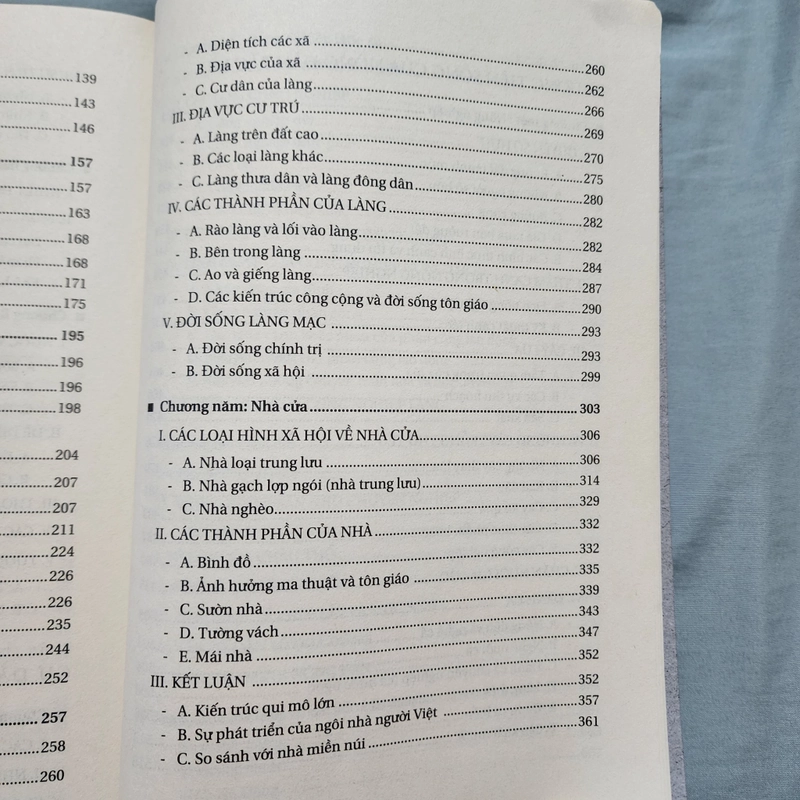 139
143
146
157
157
163
168
168
171
175
195
196
196
198
204
207
207
211
224
226
226
235
244
252
257
258
260
- A. Diện tích các xã ........ 260
- B. Địa vực của xã ........ 262
- C. Cư dân của làng ........ 266
III. ĐỊA VỰC CƯ TRÚ ........ 269
- A. Làng trên đất cao ........ 270
- B. Các loại làng khác ........ 275
- C. Làng thưa dân và làng đông dân ........ 280
IV. CÁC THÀNH PHẦN CỦA LÀNG ........ 282
- A. Rào làng và lối vào làng ........ 282
- B. Bên trong làng ........ 284
- C. Ao và giếng làng ........ 287
- D. Các kiến trúc công cộng và đời sống tôn giáo ........ 290
V. ĐỜI SỐNG LÀNG MẠC ........ 293
- A. Đời sống chính trị ........ 293
- B. Đời sống xã hội ........ 299
Chương năm: Nhà cửa ........ 303
I. CÁC LOẠI HÌNH XÃ HỘI VỀ NHÀ CỬA ........ 306
- A. Nhà loại trung lưu ........ 306
- B. Nhà gạch lợp ngói (nhà trung lưu) ........ 314
- C. Nhà nghèo ........ 329
II. CÁC THÀNH PHẦN CỦA NHÀ ........ 332
- A. Bình đồ ........ 332
- B. Ảnh hưởng ma thuật và tôn giáo ........ 335
- C. Sườn nhà ........ 339
- D. Tường vách ........ 343
- E. Mái nhà ........ 347
III. KẾT LUẬN ........ 352
- A. Kiến trúc qui mô lớn ........ 352
- B. Sự phát triển của ngôi nhà người Việt ........ 357
- C. So sánh với nhà miền núi ........ 361